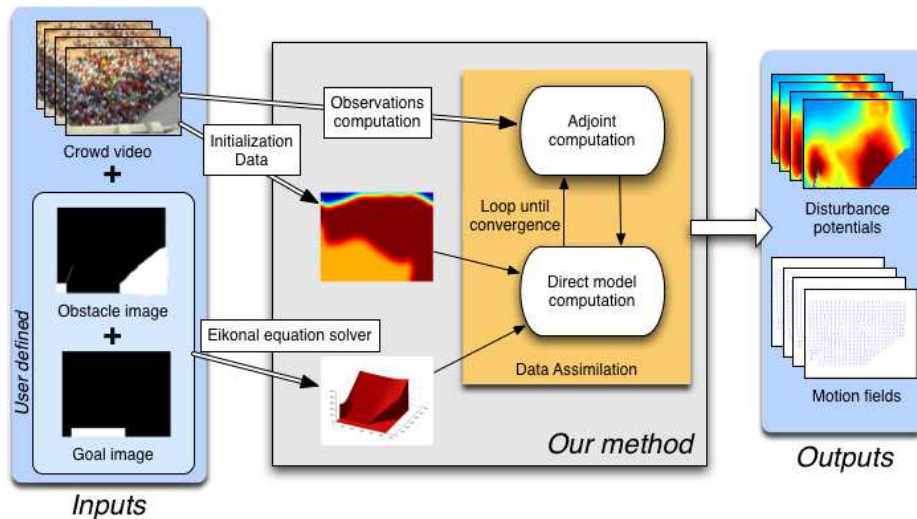 Crowd video
+
User defined
Obstacle image
+
Goal image
Inputs
Observations
computation
Initialization
Data
Eikonal equation solver
Adjoint
computation
Loop until
convergence
Direct model
computation
Data Assimilation
Our method
Disturbance
potentials
Motion fields
Outputs